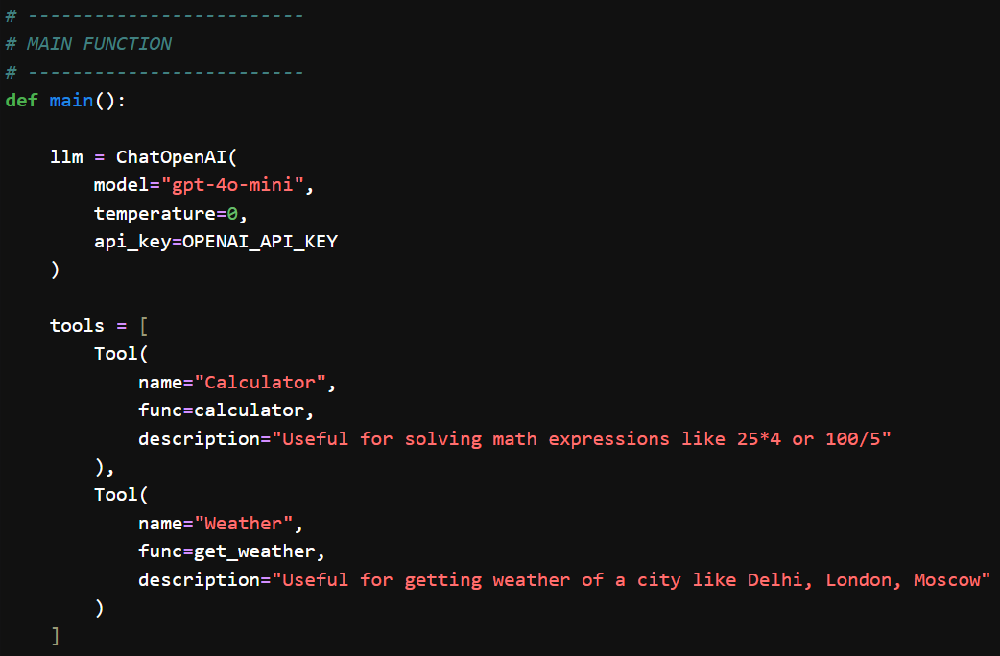 # -------------------------
# MAIN FUNCTION
# -------------------------
def main():
    llm = ChatOpenAI(
        model="gpt-4o-mini",
        temperature=0,
        api_key=OPENAI_API_KEY
    )
    tools = [
        Tool(
            name="Calculator",
            func=calculator,
            description="Useful for solving math expressions like 25*4 or 100/5"
        ),
        Tool(
            name="Weather",
            func=get_weather,
            description="Useful for getting weather of a city like Delhi, London, Moscow"
        )
    ]